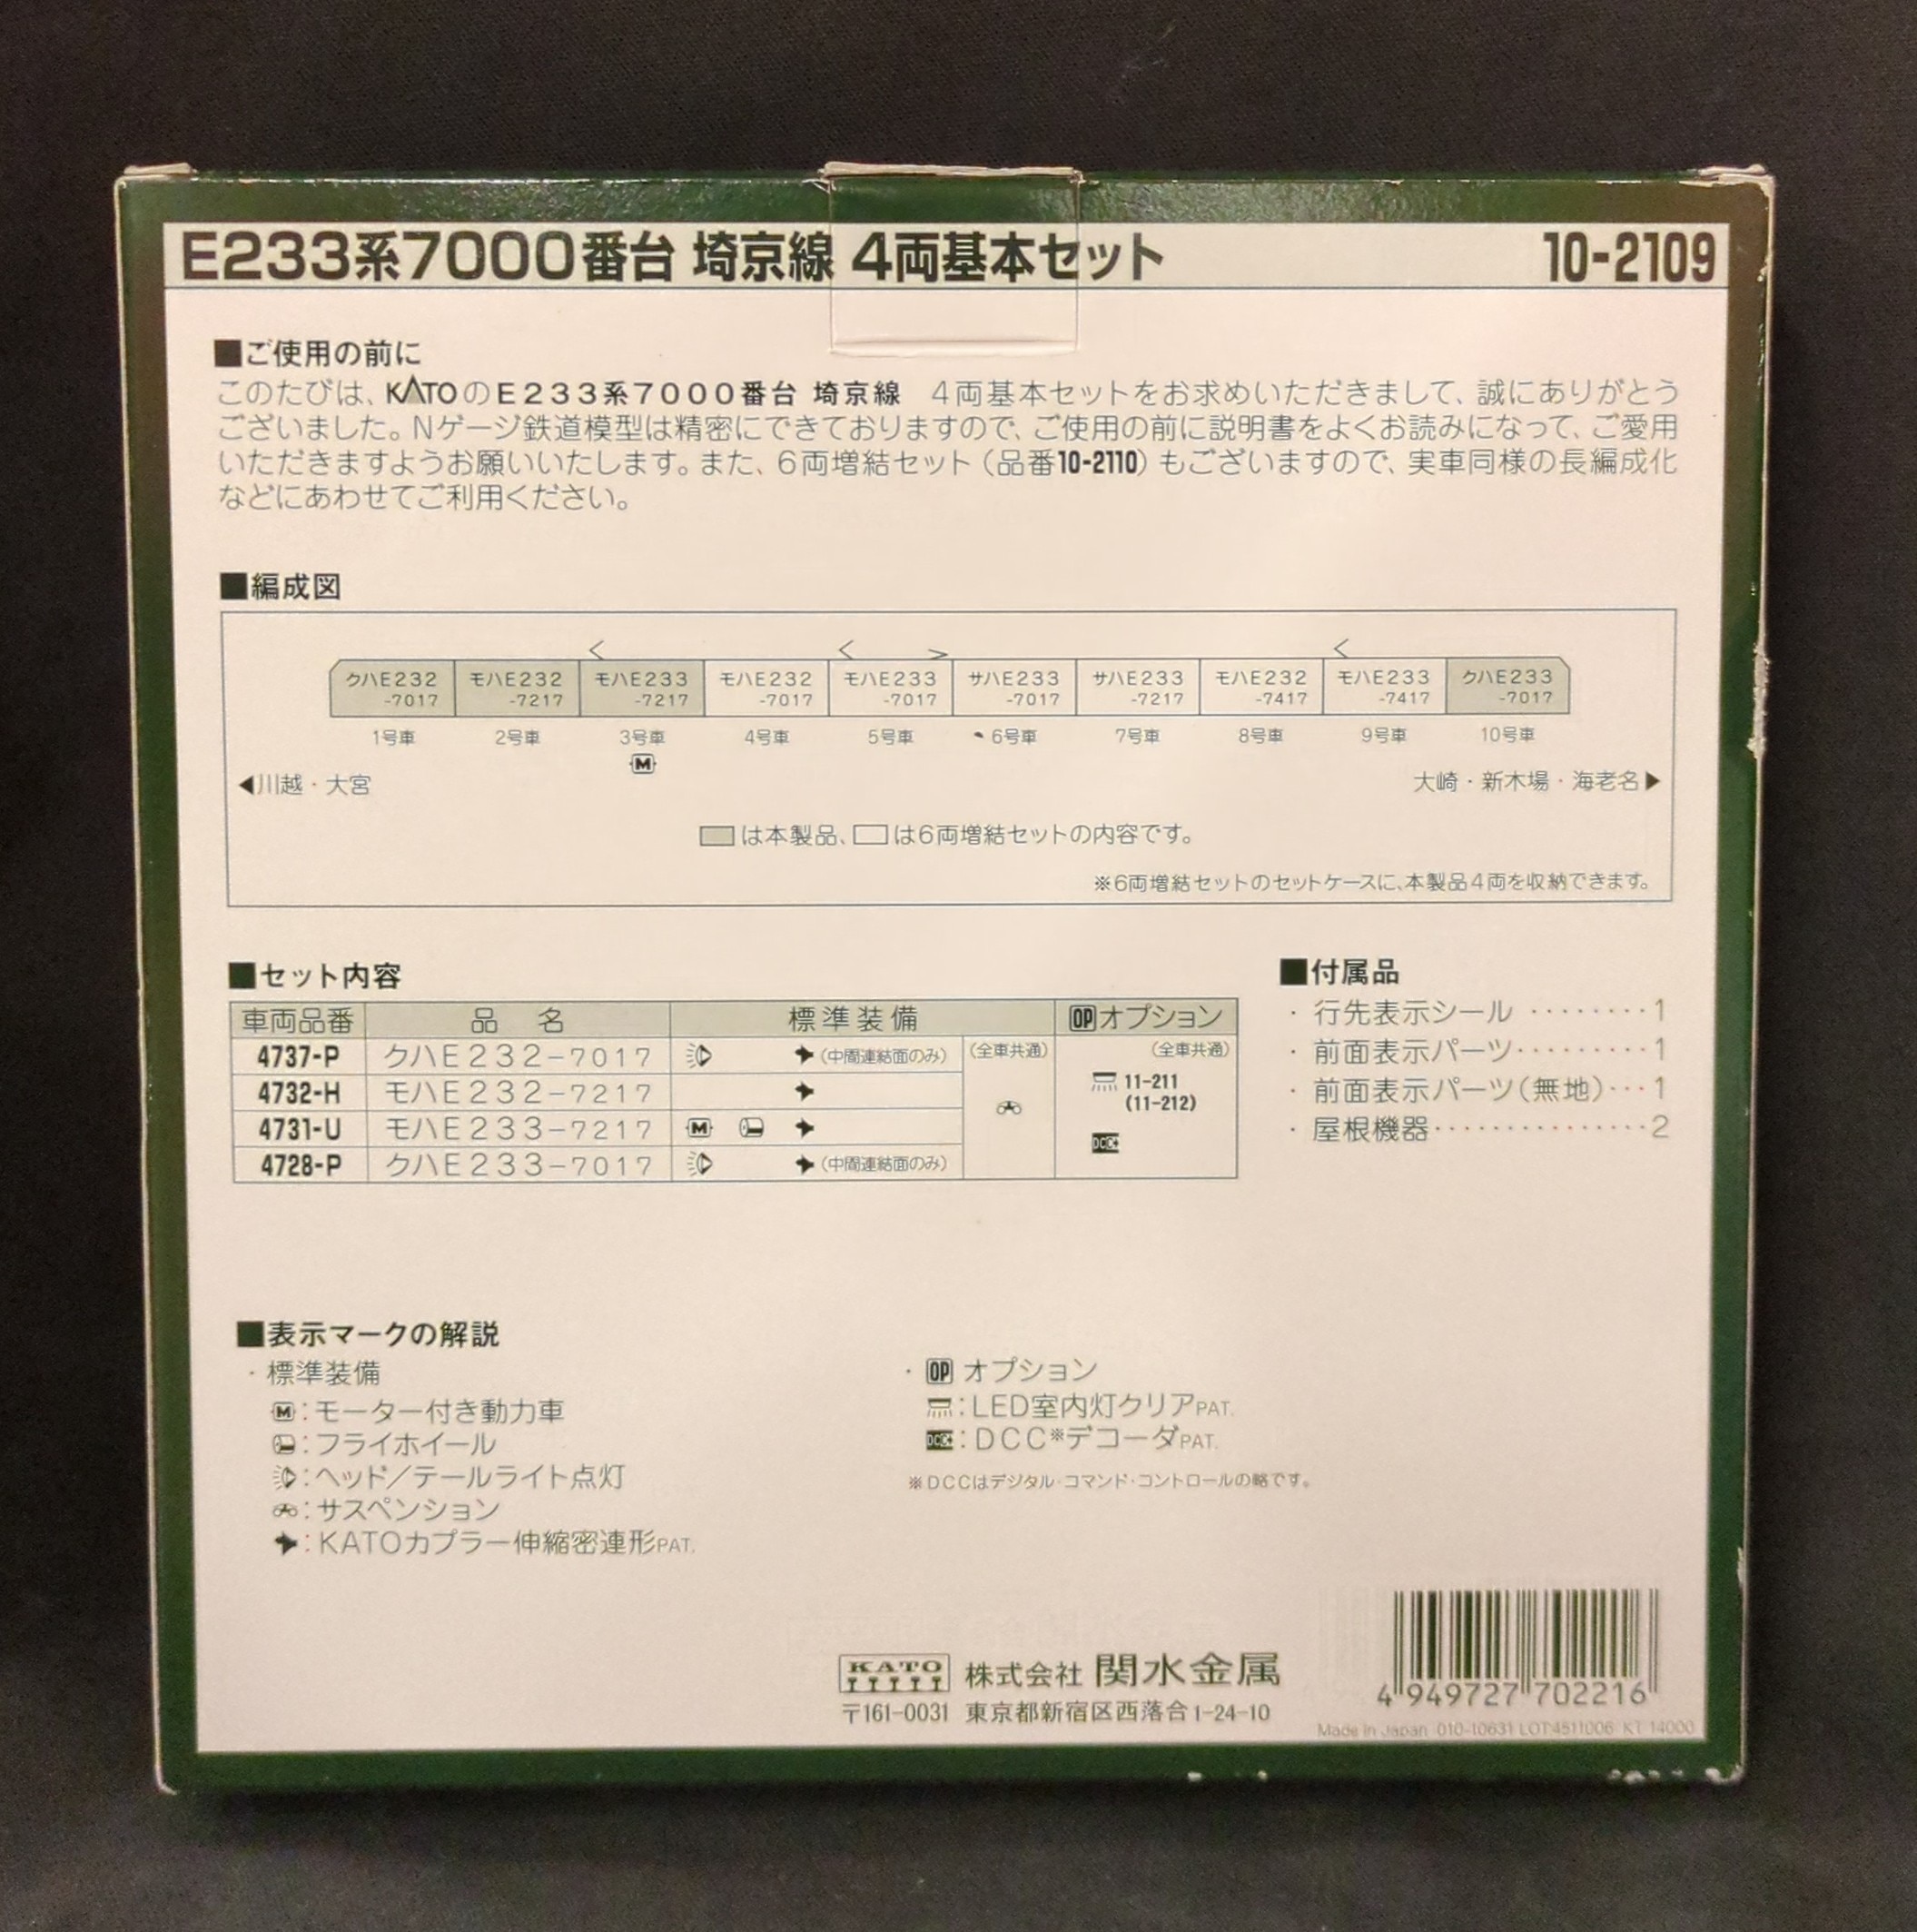 E233系7000番台 埼京線 4両基本セット 10-2109
■ご使用の前に
このたびは、KATOのE233系7000番台 埼京線 4両基本セットをお求めいただきまして、誠にありがとう
ございました。Nゲージ鉄道模型は精密にできておりますので、ご使用の前に説明書をよくお読みになって、ご愛用
いただきますようお願いいたします。また、6両増結セット(品番10-2110)もございますので、実車同様の長編成化
などにあわせてご利用ください。
■編成図
< < > <
クハE232 モハE232 モハE233 モハE232 モハE233 サハE233 サハE233 モハE232 モハE233 クハE233
-7017 -7217 -7217 -7017 -7017 -7017 -7217 -7417 -7417 -7017
1号車 2号車 3号車 4号車 5号車 6号車 7号車 8号車 9号車 10号車
M
◀川越・大宮 大崎・新木場・海老名▶
は本製品、 は6両増結セットの内容です。
※6両増結セットのセットケースに、本製品4両を収納できます。
■セット内容
車両品番 品 名 標準装備 OP オプション
4737-P クハE232-7017 (中間連結面のみ) (全車共通) (全車共通)
4732-H モハE232-7217 11-211
(11-212)
4731-U モハE233-7217 M DCC
4728-P クハE233-7017 (中間連結面のみ)
■付属品
・行先表示シール ・・・・・・・・1
・前面表示パーツ・・・・・・・・・1
・前面表示パーツ(無地)・・・1
・屋根機器・・・・・・・・・・・・・・・2
■表示マークの解説
・標準装備
M:モーター付き動力車
:フライホイール
:ヘッド/テールライト点灯
:サスペンション
:KATOカプラー伸縮密連形PAT.
・OP オプション
:LED室内灯クリアPAT.
DCC:DCC※デコーダPAT.
※DCCはデジタル・コマンド・コントロールの略です。
KATO 株式会社 関水金属
〒161-0031 東京都新宿区西落合1-24-10
4 949727 702216
Made in Japan 010-10631 LOT4511006 KT 14000